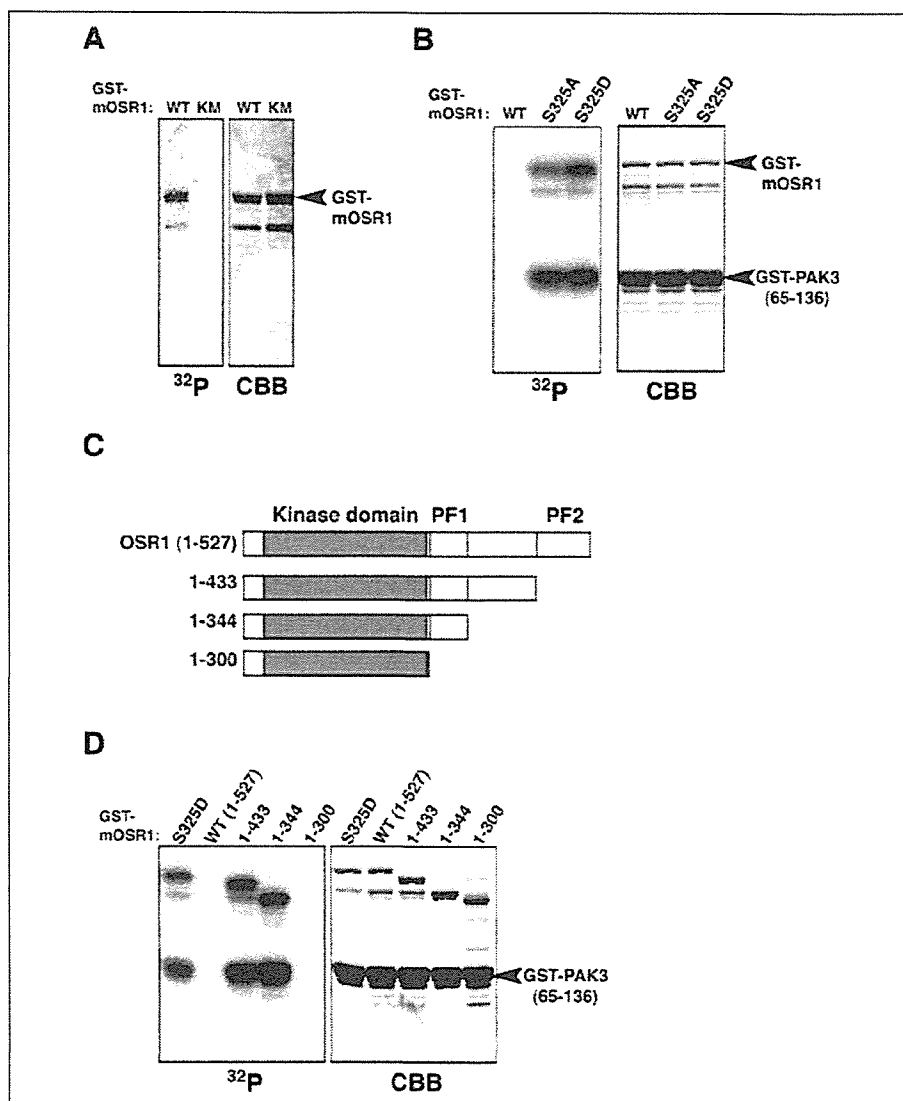 A
GST-
mOSR1: WT KM WT KM
GST-
mOSR1
32P CBB
B
GST-
mOSR1: WT S325A S325D WT S325A S325D
GST-
mOSR1
GST-PAK3
(65-136)
32P CBB
C
Kinase domain PF1 PF2
OSR1 (1-527)
1-433
1-344
1-300
D
GST-
mOSR1: S325D WT (1-527) 1-433 1-344 1-300 S325D WT (1-527) 1-433 1-344 1-300
GST-PAK3
(65-136)
32P CBB